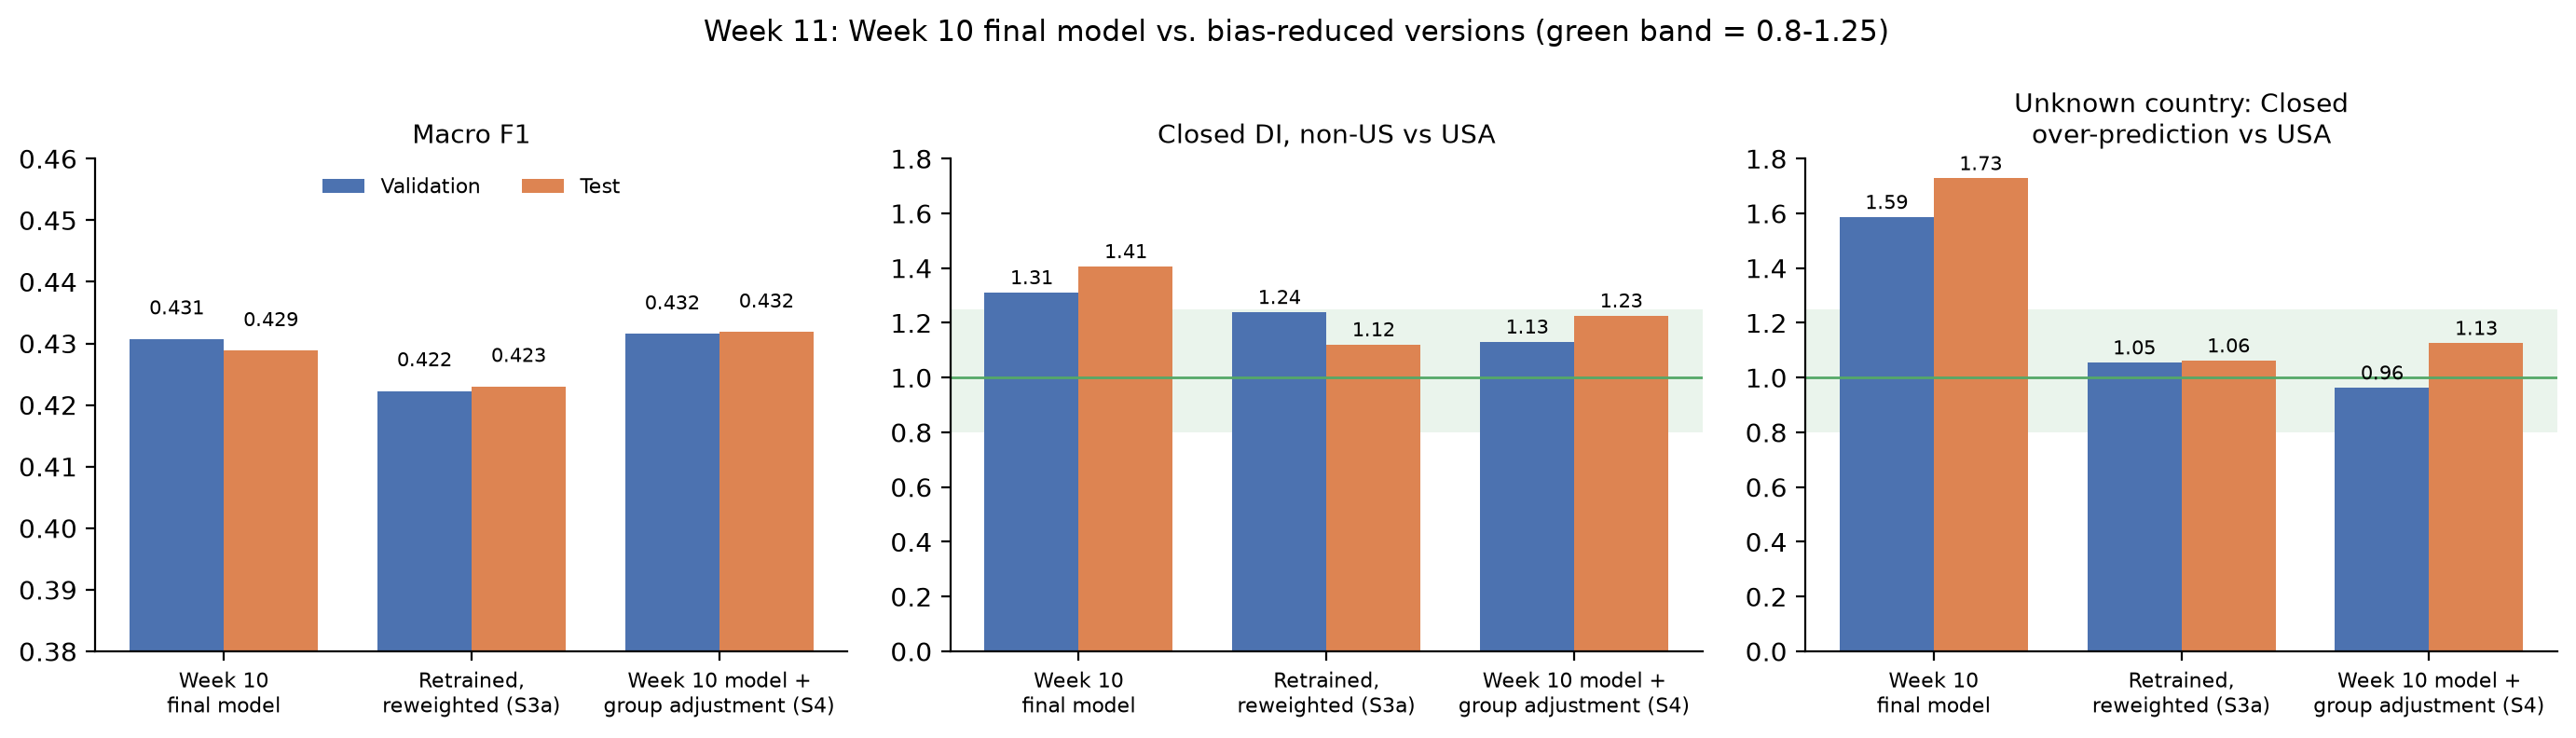 Week 11: Week 10 final model vs. bias-reduced versions (green band = 0.8-1.25)
Macro F1
Validation
Test
0.46
0.45
0.44
0.43
0.42
0.41
0.40
0.39
0.38
0.431
0.429
0.422
0.423
0.432
0.432
Week 10
final model
Retrained,
reweighted (S3a)
Week 10 model +
group adjustment (S4)
Closed DI, non-US vs USA
1.8
1.6
1.4
1.2
1.0
0.8
0.6
0.4
0.2
0.0
1.31
1.41
1.24
1.12
1.13
1.23
Week 10
final model
Retrained,
reweighted (S3a)
Week 10 model +
group adjustment (S4)
Unknown country: Closed
over-prediction vs USA
1.8
1.6
1.4
1.2
1.0
0.8
0.6
0.4
0.2
0.0
1.59
1.73
1.05
1.06
0.96
1.13
Week 10
final model
Retrained,
reweighted (S3a)
Week 10 model +
group adjustment (S4)